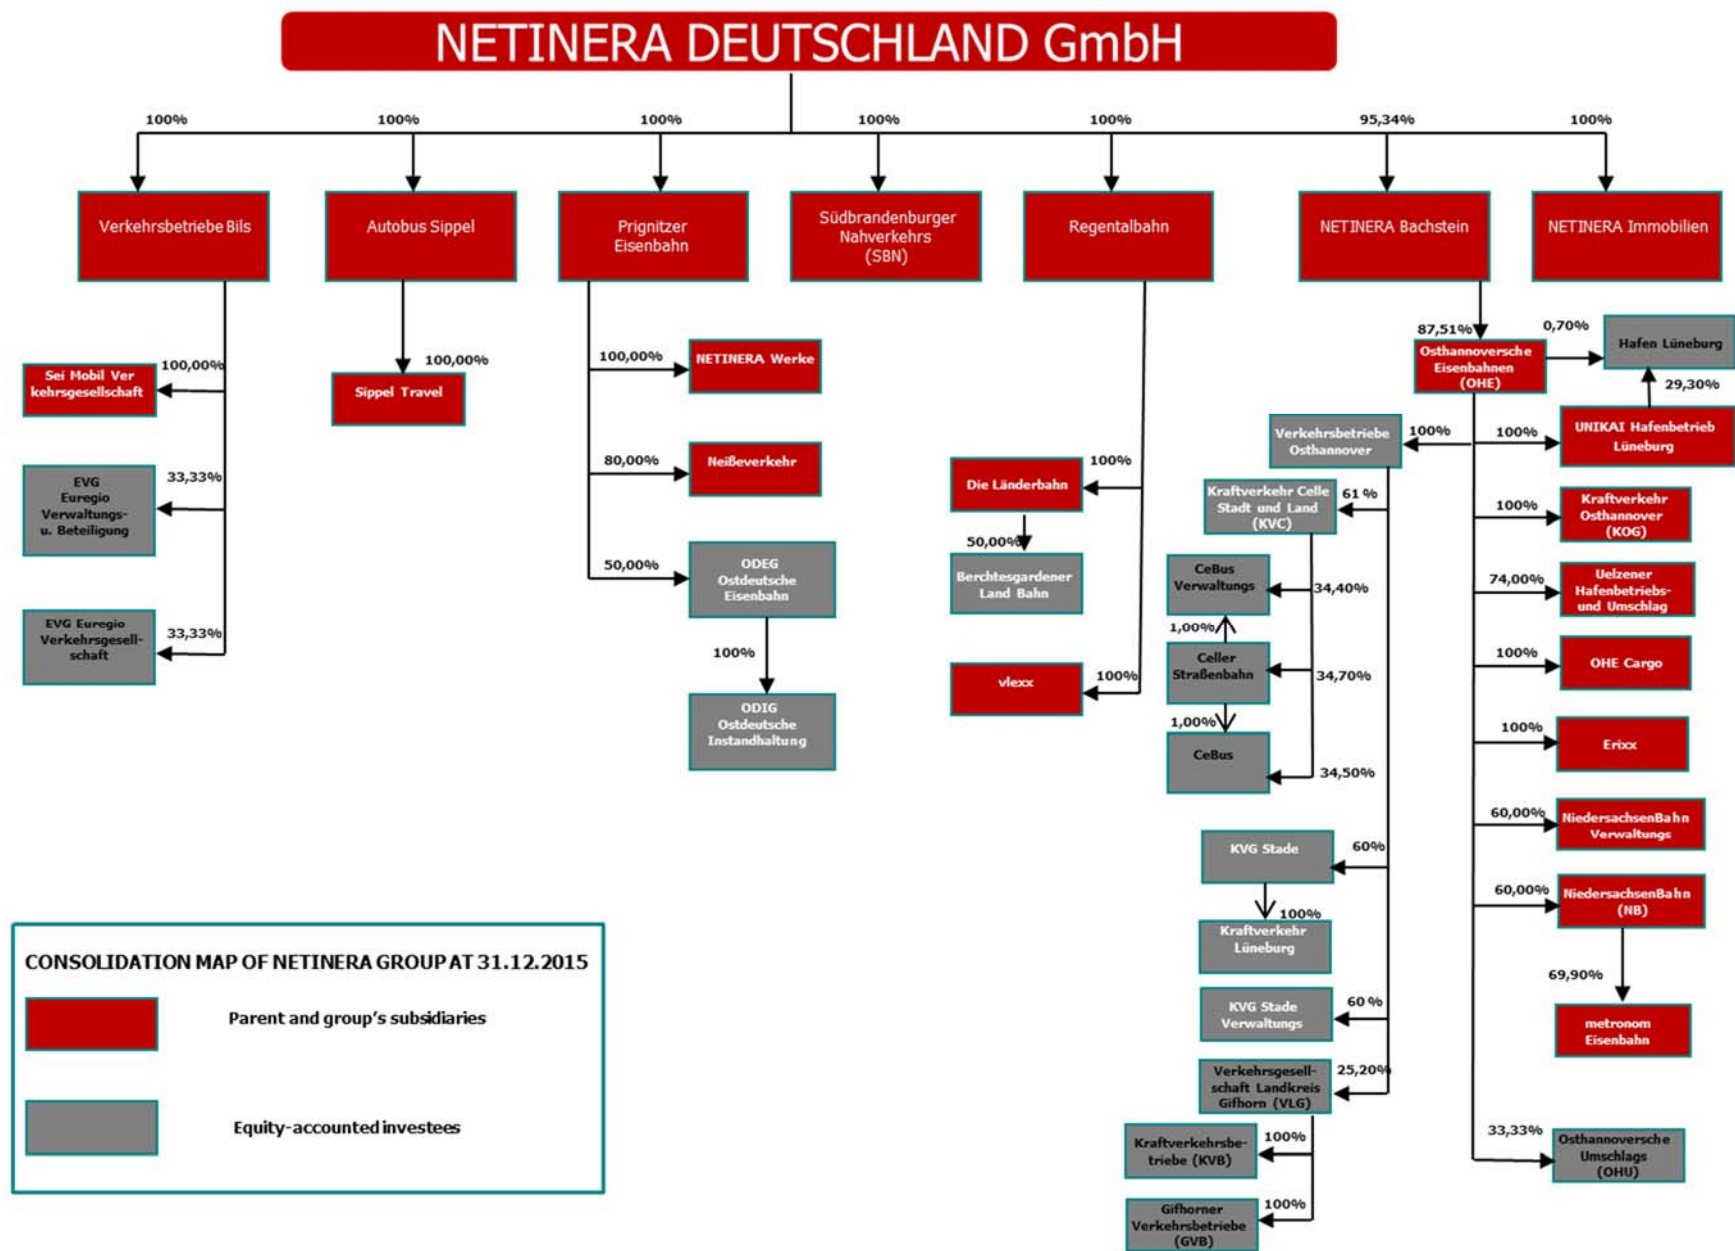 NETINERA DEUTSCHLAND GmbH
100%
100%
100%
100%
100%
95,34%
100%
Verkehrsbetriebe Bils
Autobus Sippel
Prignitzer
Eisenbahn
Südbrandenburger
Nahverkehrs
(SBN)
Regentalbahn
NETINERA Bachstein
NETINERA Immobilien
100,00%
Sei Mobil Ver
kehrsgesellschaft
33,33%
EVG
Euregio
Verwaltungs-
u. Beteiligung
33,33%
EVG Euregio
Verkehrsgesell-
schaft
100,00%
Sippel Travel
100,00%
NETINERA Werke
80,00%
Neißeverkehr
50,00%
ODEG
Ostdeutsche
Eisenbahn
100%
ODIG
Ostdeutsche
Instandhaltung
100%
Die Länderbahn
50,00%
Berchtesgardener
Land Bahn
100%
vlexx
87,51%
Osthannoversche
Eisenbahnen
(OHE)
0,70%
Hafen Lüneburg
29,30%
100%
UNIKAI Hafenbetrieb
Lüneburg
100%
Verkehrsbetriebe
Osthannover
61 %
Kraftverkehr Celle
Stadt und Land
(KVC)
34,40%
CeBus
Verwaltungs
1,00%
34,70%
Celler
Straßenbahn
1,00%
34,50%
CeBus
60%
KVG Stade
100%
Kraftverkehr
Lüneburg
60 %
KVG Stade
Verwaltungs
25,20%
Verkehrsgesell-
schaft Landkreis
Gifhorn (VLG)
100%
Kraftverkehrsbe-
triebe (KVB)
100%
Gifhorner
Verkehrsbetriebe
(GVB)
100%
Kraftverkehr
Osthannover
(KOG)
74,00%
Uelzener
Hafenbetriebs-
und Umschlag
100%
OHE Cargo
100%
Erixx
60,00%
NiedersachsenBahn
Verwaltungs
60,00%
NiedersachsenBahn
(NB)
69,90%
metronom
Eisenbahn
33,33%
Osthannoversche
Umschlags
(OHU)
CONSOLIDATION MAP OF NETINERA GROUP AT 31.12.2015
Parent and group's subsidiaries
Equity-accounted investees